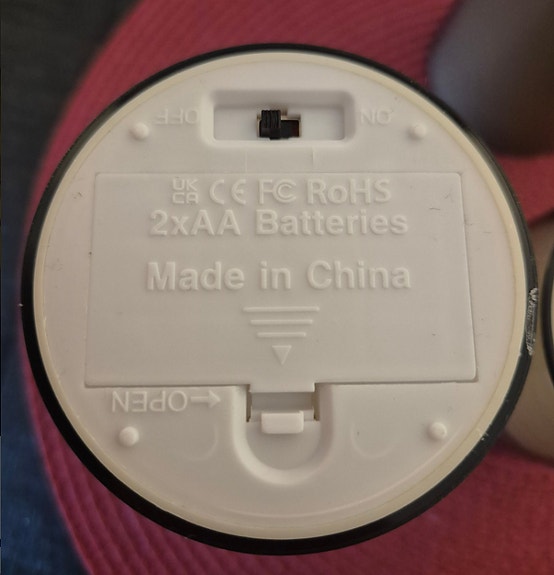 OFF
ON
UK CA CE FC RoHS
2xAA Batteries
Made in China
←OPEN